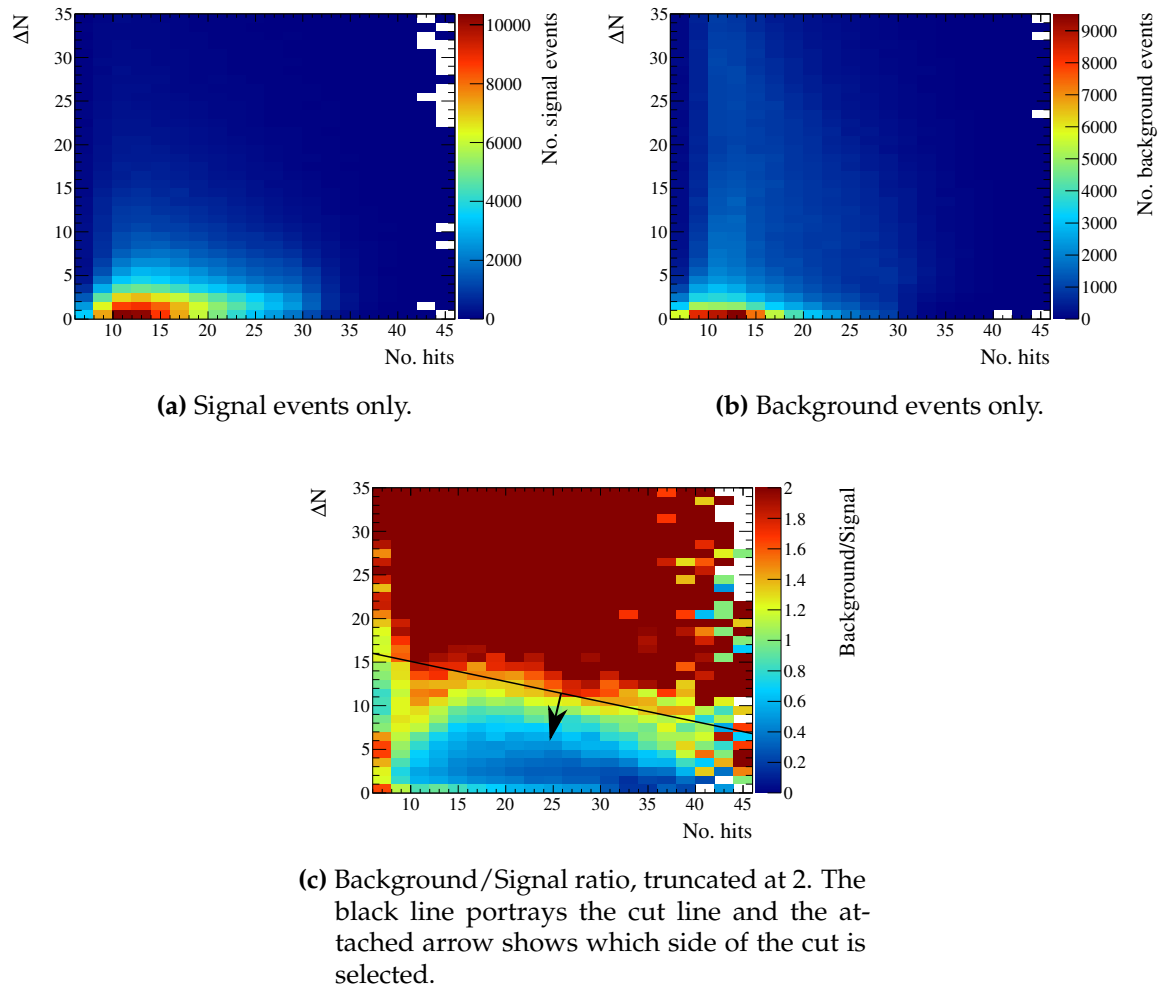 35
30
25
20
15
10
5
0
ΔN
10 15 20 25 30 35 40 45
No. hits
10000
8000
6000
4000
2000
0
No. signal events
(a) Signal events only.
35
30
25
20
15
10
5
0
ΔN
10 15 20 25 30 35 40 45
No. hits
9000
8000
7000
6000
5000
4000
3000
2000
1000
0
No. background events
(b) Background events only.
35
30
25
20
15
10
5
0
ΔN
10 15 20 25 30 35 40 45
No. hits
2
1.8
1.6
1.4
1.2
1
0.8
0.6
0.4
0.2
0
Background/Signal
(c) Background/Signal ratio, truncated at 2. The
black line portrays the cut line and the at-
tached arrow shows which side of the cut is
selected.